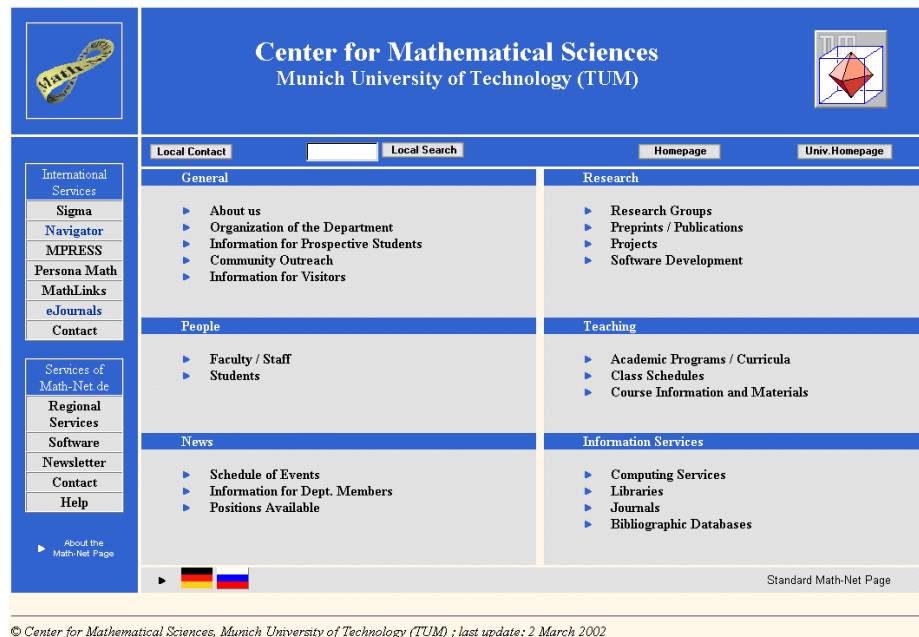 Math-Net
Center for Mathematical Sciences
Munich University of Technology (TUM)
TUM
Local Contact
Local Search
Homepage
Univ.Homepage
International
Services
Sigma
Navigator
MPRESS
Persona Math
MathLinks
eJournals
Contact
Services of
Math-Net.de
Regional
Services
Software
Newsletter
Contact
Help
About the
Math-Net Page
General
About us
Organization of the Department
Information for Prospective Students
Community Outreach
Information for Visitors
Research
Research Groups
Preprints / Publications
Projects
Software Development
People
Faculty / Staff
Students
Teaching
Academic Programs / Curricula
Class Schedules
Course Information and Materials
News
Schedule of Events
Information for Dept. Members
Positions Available
Information Services
Computing Services
Libraries
Journals
Bibliographic Databases
Standard Math-Net Page
© Center for Mathematical Sciences, Munich University of Technology (TUM) ; last update: 2 March 2002